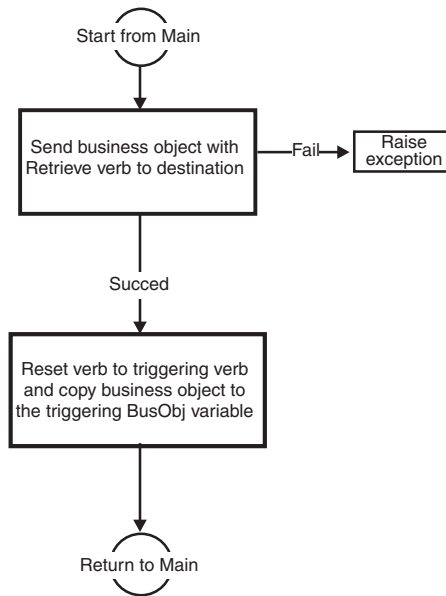 Start from Main
Send business object with
Retrieve verb to destination
Fail
Raise
exception
Succed
Reset verb to triggering verb
and copy business object to
the triggering BusObj variable
Return to Main